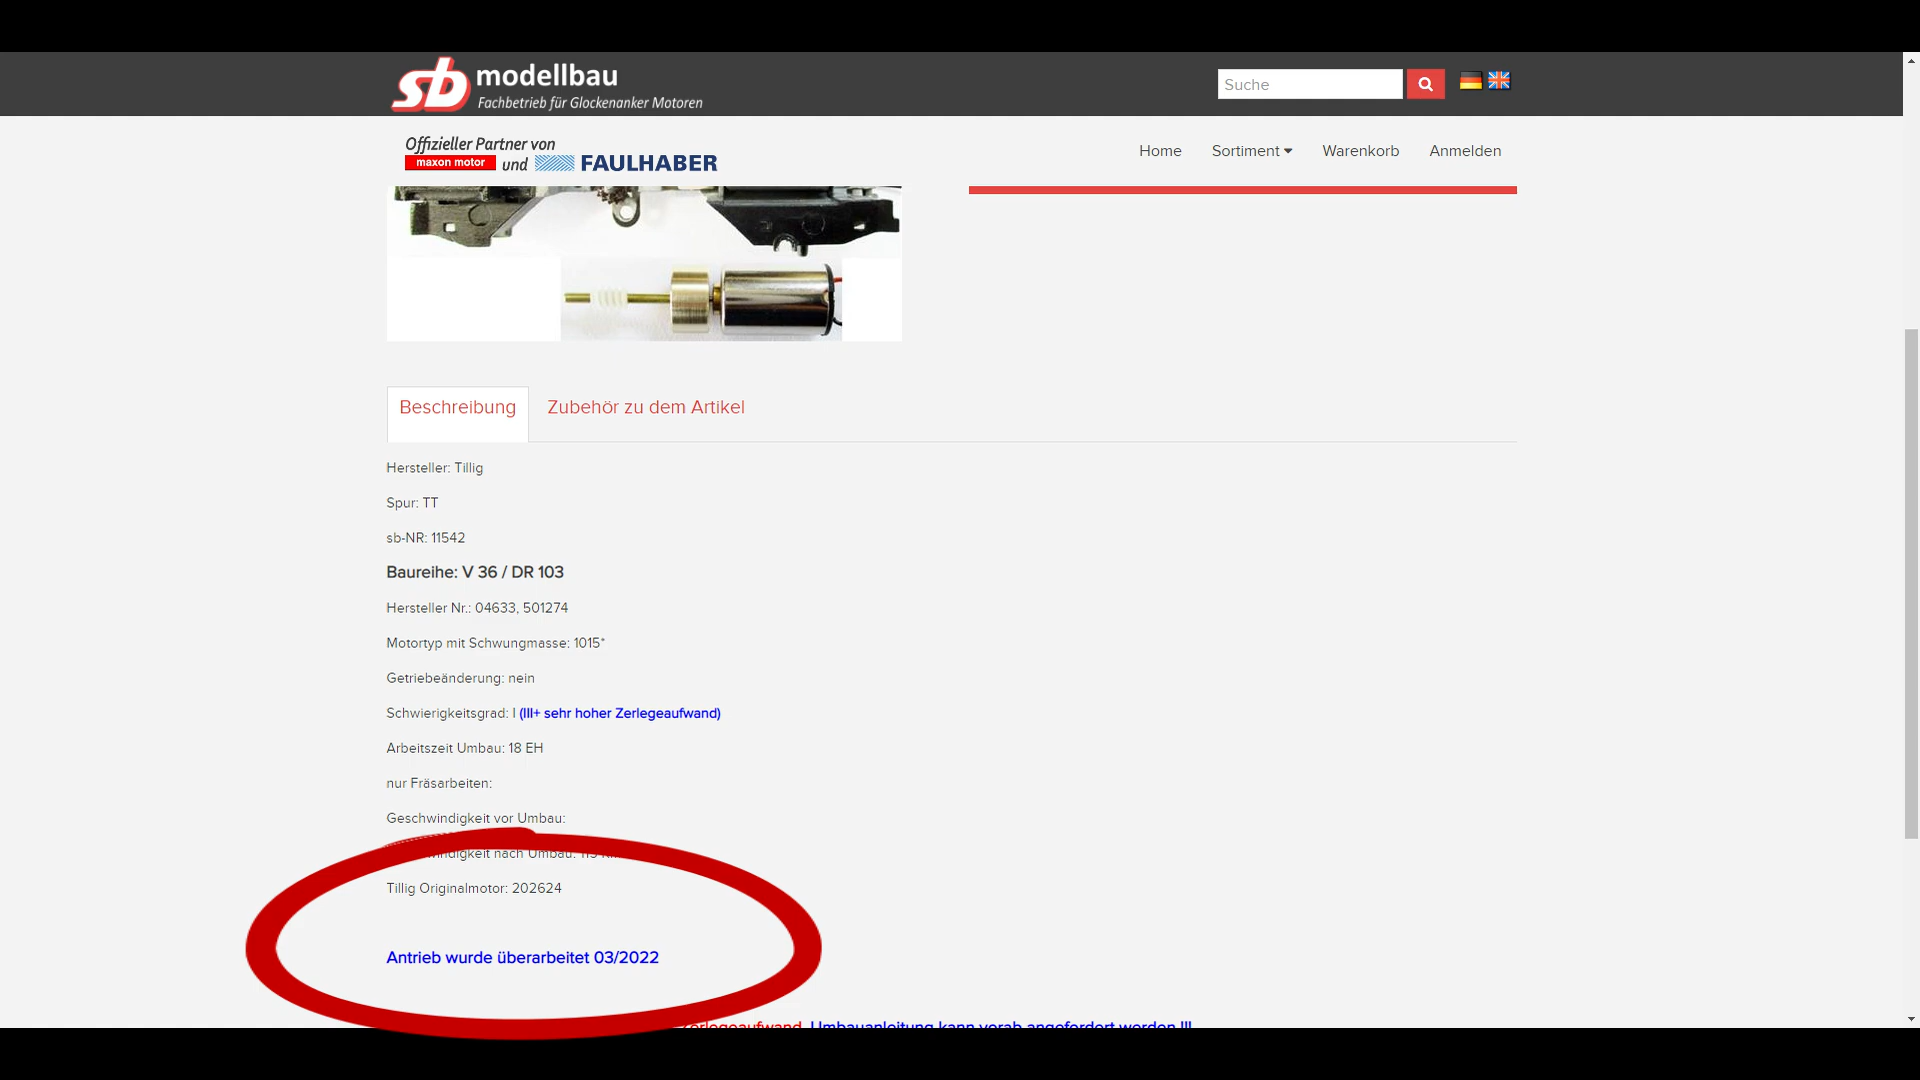 sb modellbau
Fachbetrieb für Glockenanker Motoren
Suche
Offizieller Partner von
maxon motor und FAULHABER
Home Sortiment Warenkorb Anmelden
Beschreibung Zubehör zu dem Artikel
Hersteller: Tillig
Spur: TT
sb-NR: 11542
Baureihe: V 36 / DR 103
Hersteller Nr.: 04633, 501274
Motortyp mit Schwungmasse: 1015*
Getriebeänderung: nein
Schwierigkeitsgrad: I (III+ sehr hoher Zerlegeaufwand)
Arbeitszeit Umbau: 18 EH
nur Fräsarbeiten:
Geschwindigkeit vor Umbau:
nach Umbau:
Tillig Originalmotor: 202624
Antrieb wurde überarbeitet 03/2022
Zerlegeaufwand. Umbauanleitung kann vorab angefordert werden !!!